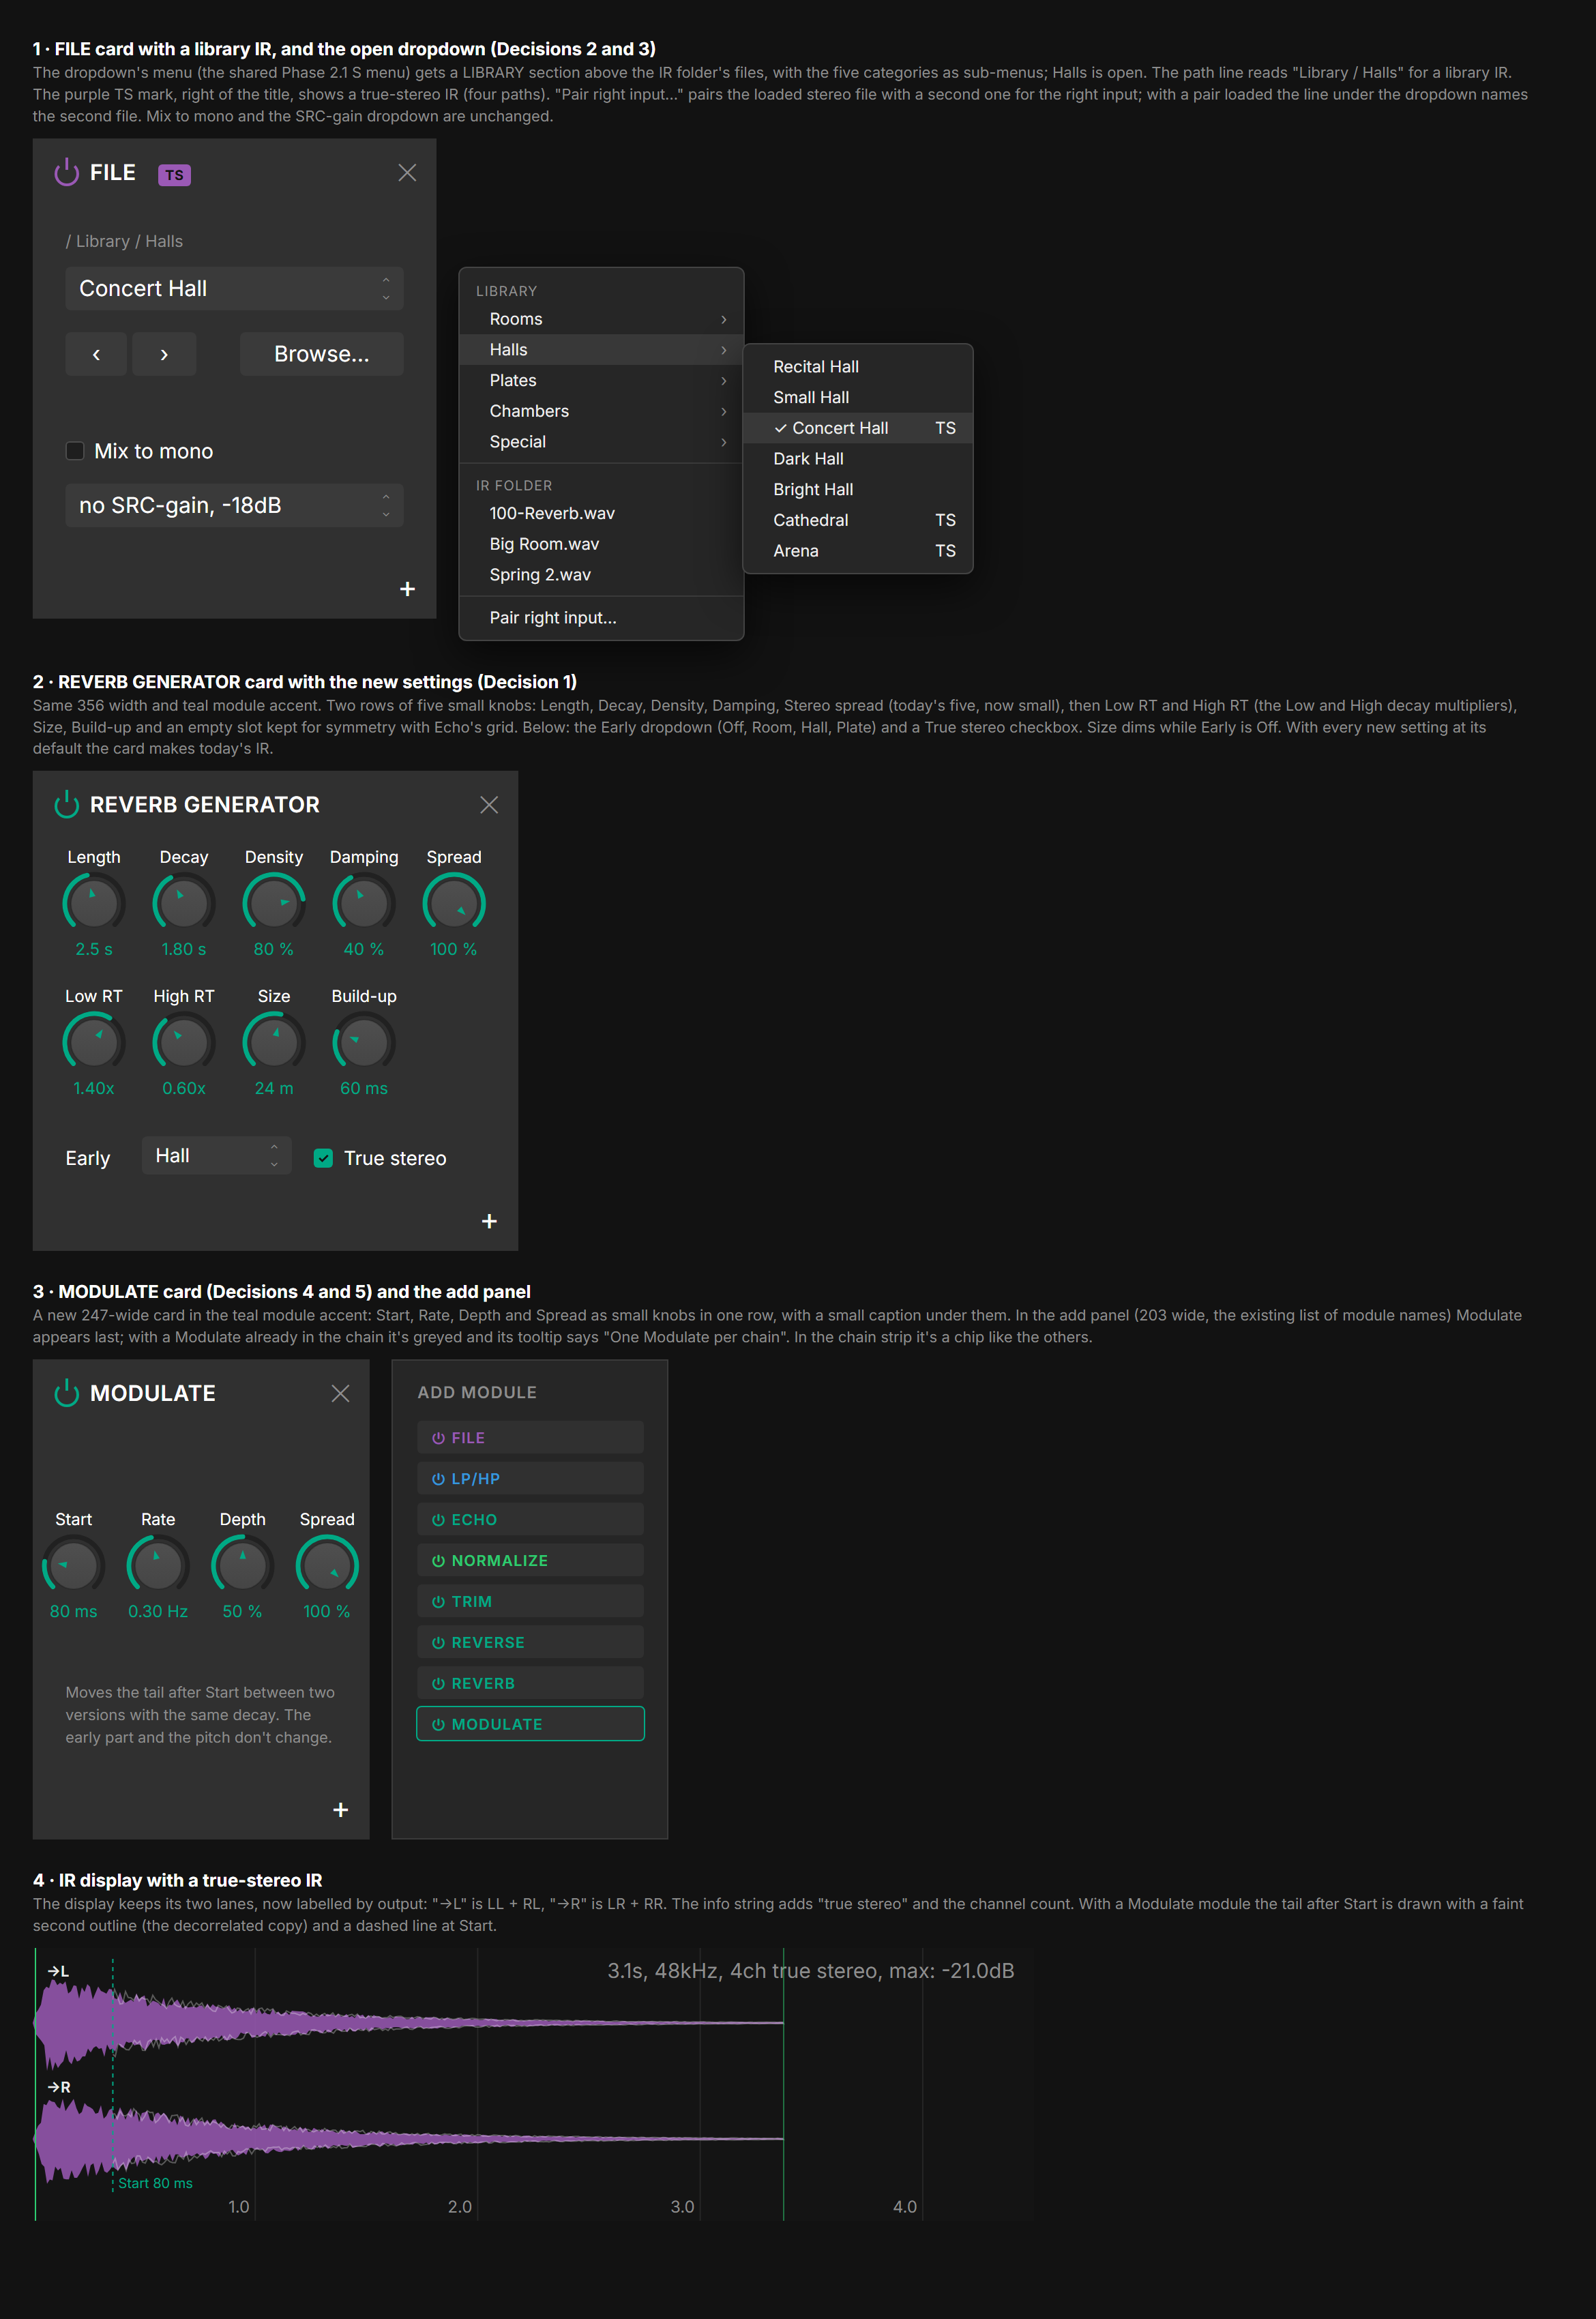 1 · FILE card with a library IR, and the open dropdown (Decisions 2 and 3)
The dropdown's menu (the shared Phase 2.1 S menu) gets a LIBRARY section above the IR folder's files, with the five categories as sub-menus; Halls is open. The path line reads "Library / Halls" for a library IR.
The purple TS mark, right of the title, shows a true-stereo IR (four paths). "Pair right input..." pairs the loaded stereo file with a second one for the right input; with a pair loaded the line under the dropdown names
the second file. Mix to mono and the SRC-gain dropdown are unchanged.
FILE TS
/ Library / Halls
Concert Hall
‹ › Browse...
Mix to mono
no SRC-gain, -18dB
+
LIBRARY
Rooms ›
Halls ›
Plates ›
Chambers ›
Special ›
IR FOLDER
100-Reverb.wav
Big Room.wav
Spring 2.wav
Pair right input...
Recital Hall
Small Hall
✓ Concert Hall TS
Dark Hall
Bright Hall
Cathedral TS
Arena TS
2 · REVERB GENERATOR card with the new settings (Decision 1)
Same 356 width and teal module accent. Two rows of five small knobs: Length, Decay, Density, Damping, Stereo spread (today's five, now small), then Low RT and High RT (the Low and High decay multipliers),
Size, Build-up and an empty slot kept for symmetry with Echo's grid. Below: the Early dropdown (Off, Room, Hall, Plate) and a True stereo checkbox. Size dims while Early is Off. With every new setting at its
default the card makes today's IR.
REVERB GENERATOR
Length Decay Density Damping Spread
2.5 s 1.80 s 80 % 40 % 100 %
Low RT High RT Size Build-up
1.40x 0.60x 24 m 60 ms
Early Hall True stereo
+
3 · MODULATE card (Decisions 4 and 5) and the add panel
A new 247-wide card in the teal module accent: Start, Rate, Depth and Spread as small knobs in one row, with a small caption under them. In the add panel (203 wide, the existing list of module names) Modulate
appears last; with a Modulate already in the chain it's greyed and its tooltip says "One Modulate per chain". In the chain strip it's a chip like the others.
MODULATE
Start Rate Depth Spread
80 ms 0.30 Hz 50 % 100 %
Moves the tail after Start between two
versions with the same decay. The
early part and the pitch don't change.
+
ADD MODULE
FILE
LP/HP
ECHO
NORMALIZE
TRIM
REVERSE
REVERB
MODULATE
4 · IR display with a true-stereo IR
The display keeps its two lanes, now labelled by output: "→L" is LL + RL, "→R" is LR + RR. The info string adds "true stereo" and the channel count. With a Modulate module the tail after Start is drawn with a faint
second outline (the decorrelated copy) and a dashed line at Start.
→L
3.1s, 48kHz, 4ch true stereo, max: -21.0dB
→R
Start 80 ms
1.0 2.0 3.0 4.0